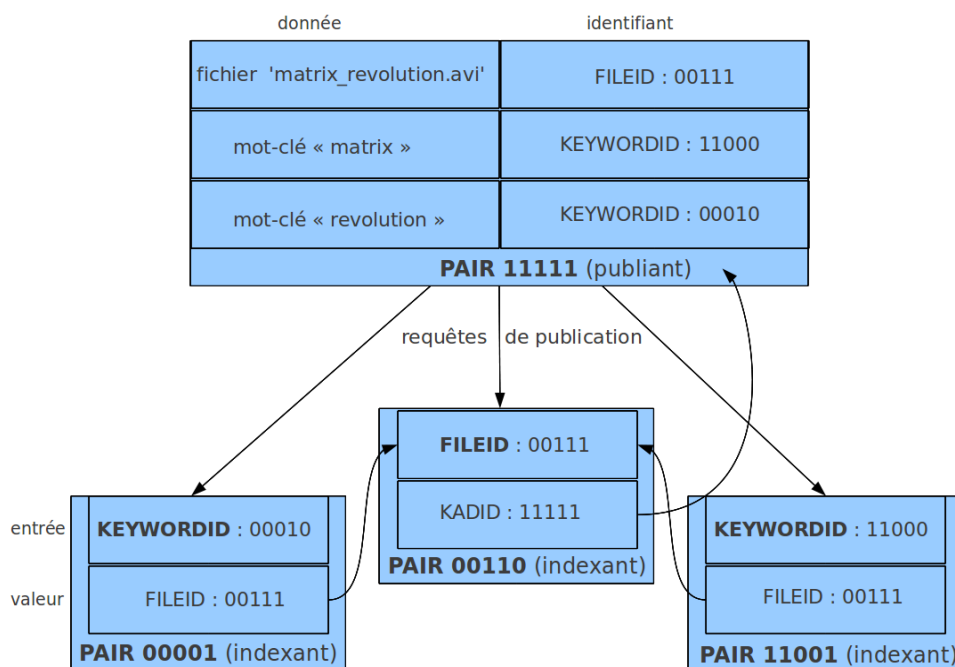 donnée
identifiant
fichier 'matrix_revolution.avi'
FILEID : 00111
mot-clé « matrix »
KEYWORDID : 11000
mot-clé « revolution »
KEYWORDID : 00010
PAIR 11111 (publiant)
requêtes de publication
FILEID : 00111
KADID : 11111
PAIR 00110 (indexant)
entrée
KEYWORDID : 00010
valeur
FILEID : 00111
PAIR 00001 (indexant)
KEYWORDID : 11000
FILEID : 00111
PAIR 11001 (indexant)